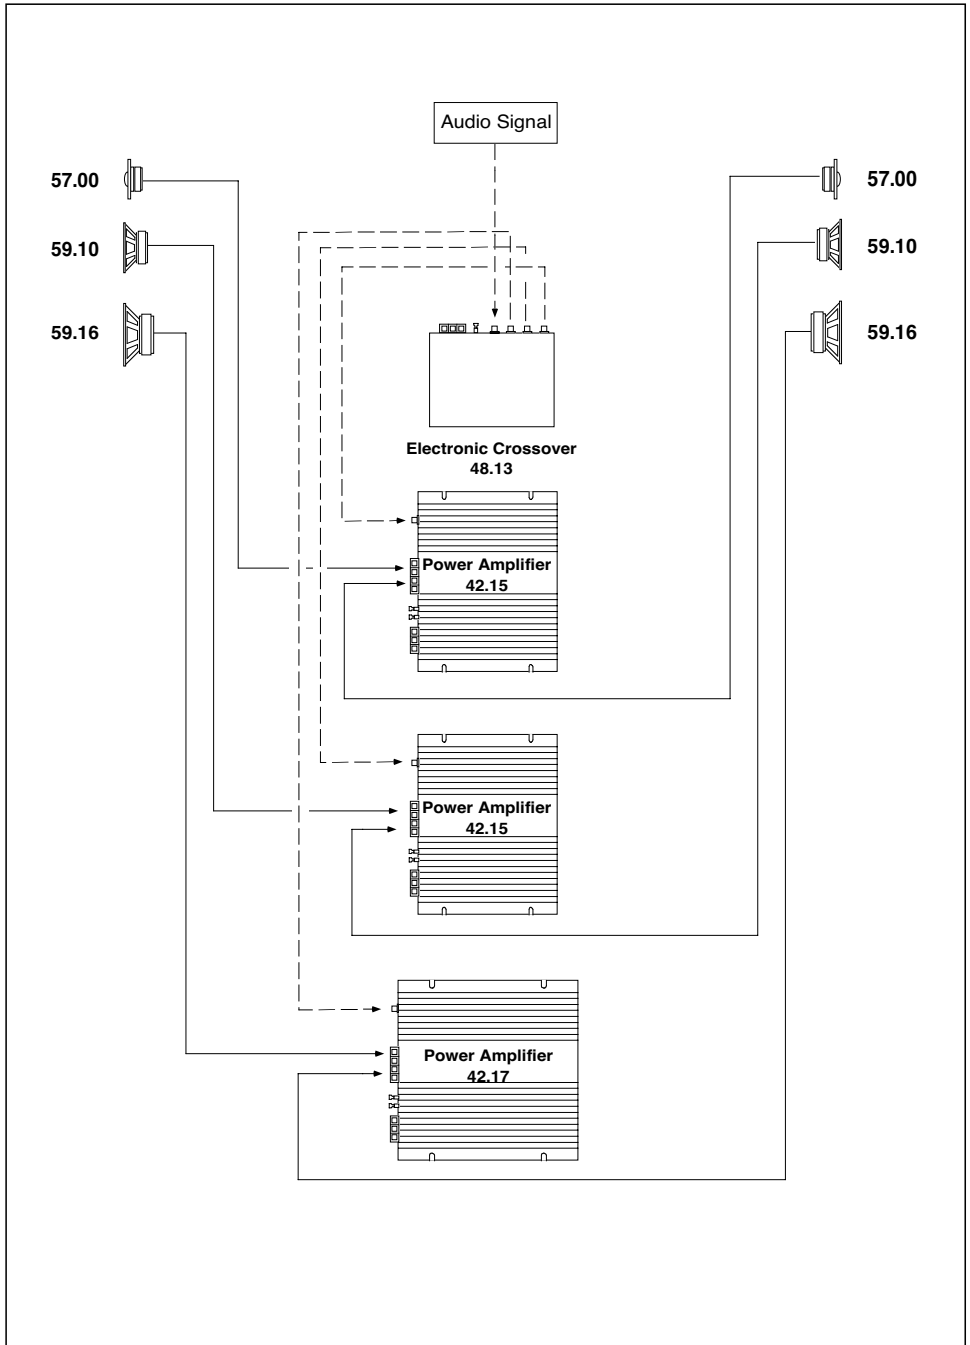 Audio Signal
57.00
57.00
59.10
59.10
59.16
59.16
Electronic Crossover
48.13
Power Amplifier
42.15
Power Amplifier
42.15
Power Amplifier
42.17